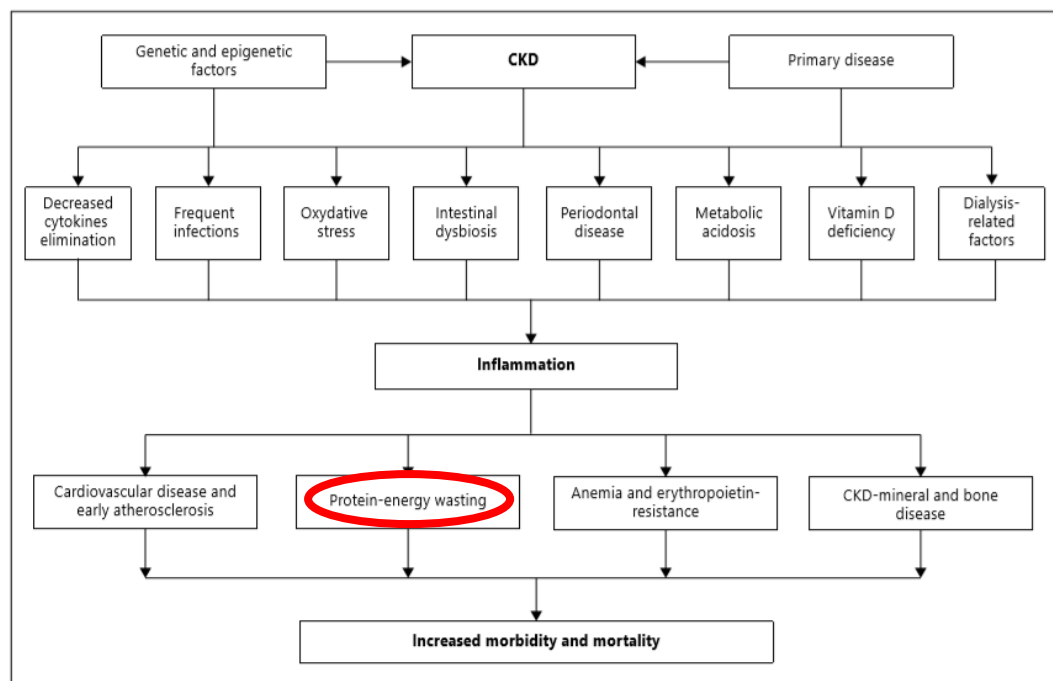 Genetic and epigenetic
factors
CKD
Primary disease
Decreased
cytokines
elimination
Frequent
infections
Oxydative
stress
Intestinal
dysbiosis
Periodontal
disease
Metabolic
acidosis
Vitamin D
deficiency
Dialysis-
related
factors
Inflammation
Cardiovascular disease and
early atherosclerosis
Protein-energy wasting
Anemia and erythropoietin-
resistance
CKD-mineral and bone
disease
Increased morbidity and mortality